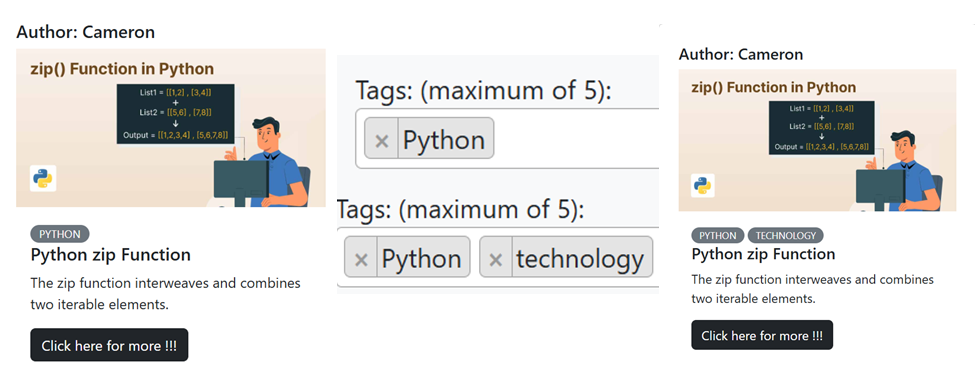 Author: Cameron
zip() Function in Python
List1 = [[1,2] , [3,4]]
+
List2 = [[5,6] , [7,8]]
Output = [[1,2,3,4] , [5,6,7,8]]
PYTHON
Python zip Function
The zip function interweaves and combines
two iterable elements.
Click here for more !!!
Tags: (maximum of 5):
× Python
Tags: (maximum of 5):
× Python × technology
Author: Cameron
zip() Function in Python
List1 = [[1,2] , [3,4]]
+
List2 = [[5,6] , [7,8]]
Output = [[1,2,3,4] , [5,6,7,8]]
PYTHON TECHNOLOGY
Python zip Function
The zip function interweaves and combines
two iterable elements.
Click here for more !!!